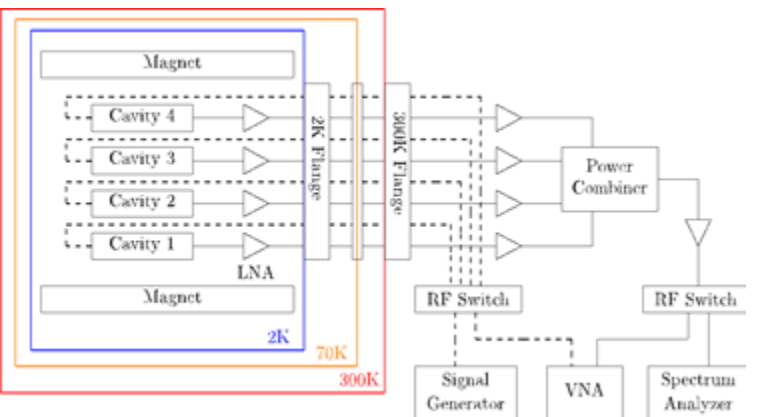 Magnet
Cavity 4
Cavity 3
Cavity 2
Cavity 1
LNA
Magnet
2K
70K
300K
2K Flange
300K Flange
Power
Combiner
RF Switch
RF Switch
Signal
Generator
VNA
Spectrum
Analyzer